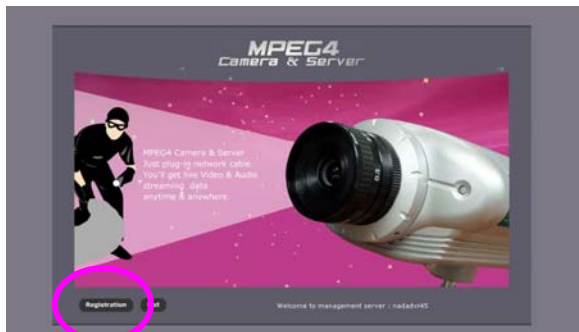 MPEG4
Camera & Server
MPEG4 Camera & Server
Just plug-in network cable.
You'll get live Video & Audio
streaming data
anytime & anywhere.
Registration
Welcome to management server : nadadvr45